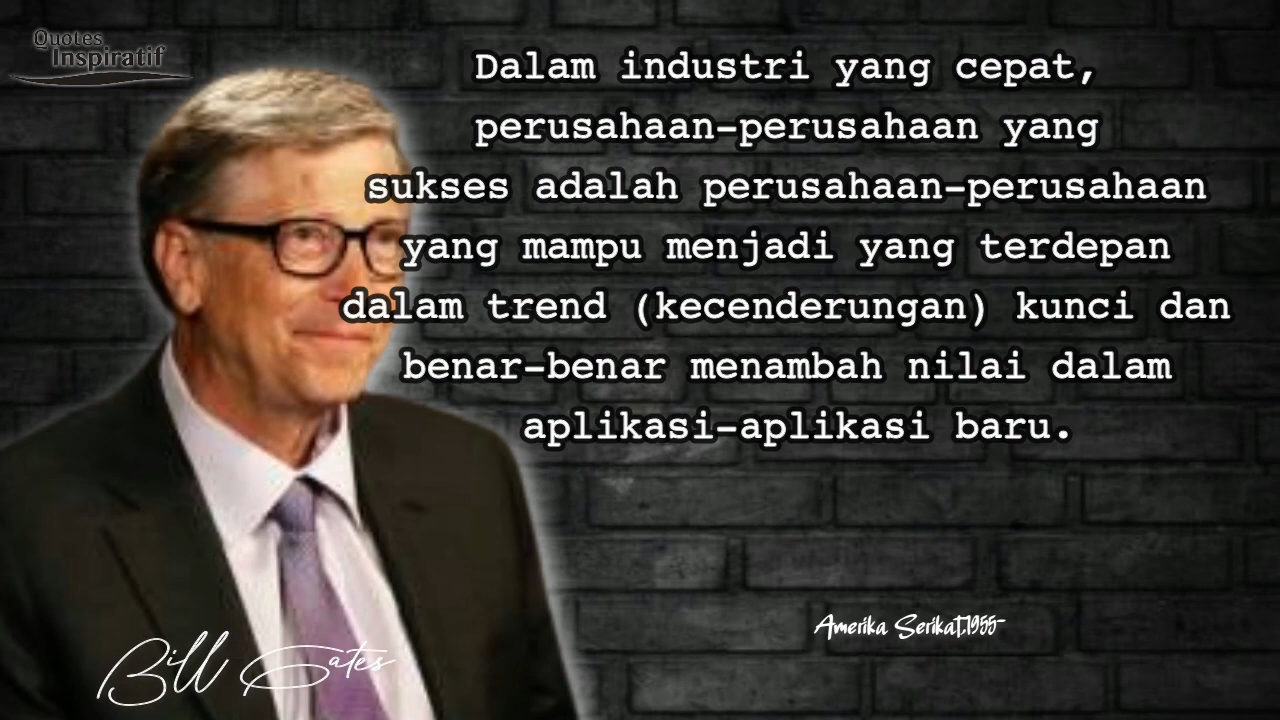 Quotes
Inspiratif
Dalam industri yang cepat,
perusahaan-perusahaan yang
sukses adalah perusahaan-perusahaan
yang mampu menjadi yang terdepan
dalam trend (kecenderungan) kunci dan
benar-benar menambah nilai dalam
aplikasi-aplikasi baru.
Amerika Serikat,1955-
Bill Gates